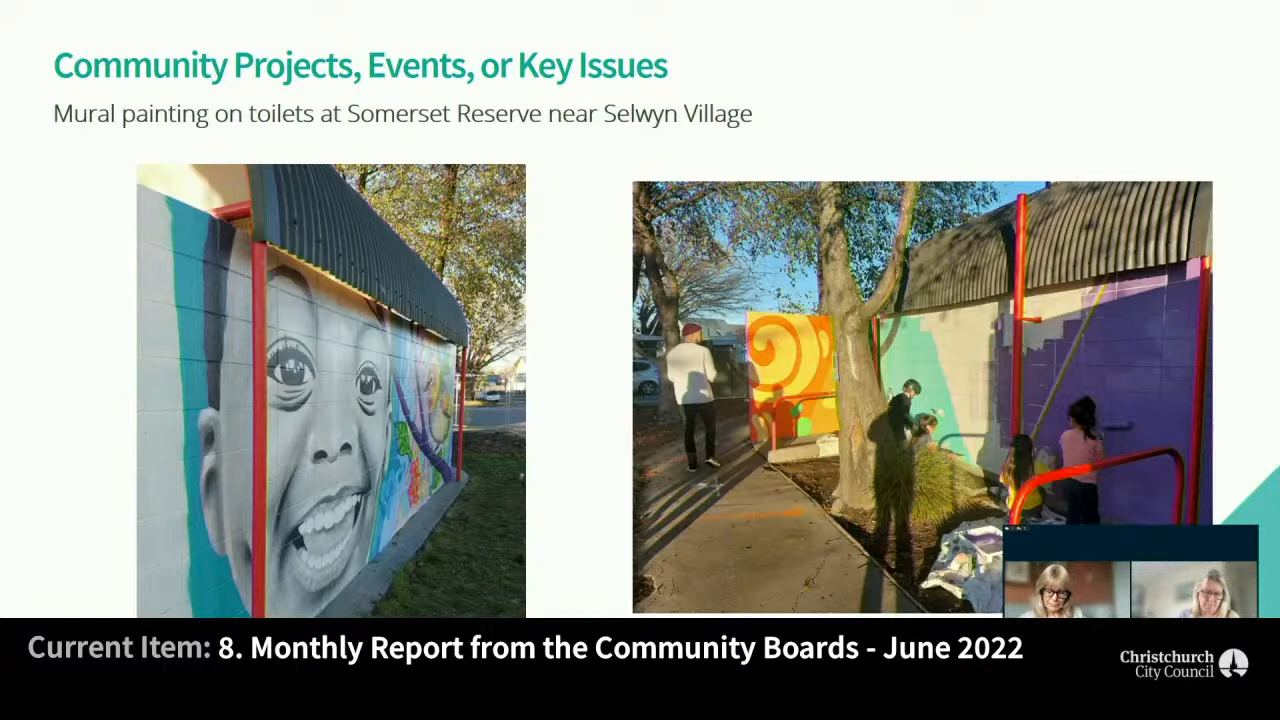 Community Projects, Events, or Key Issues
Mural painting on toilets at Somerset Reserve near Selwyn Village
Current Item: 8. Monthly Report from the Community Boards - June 2022
Christchurch
City Council